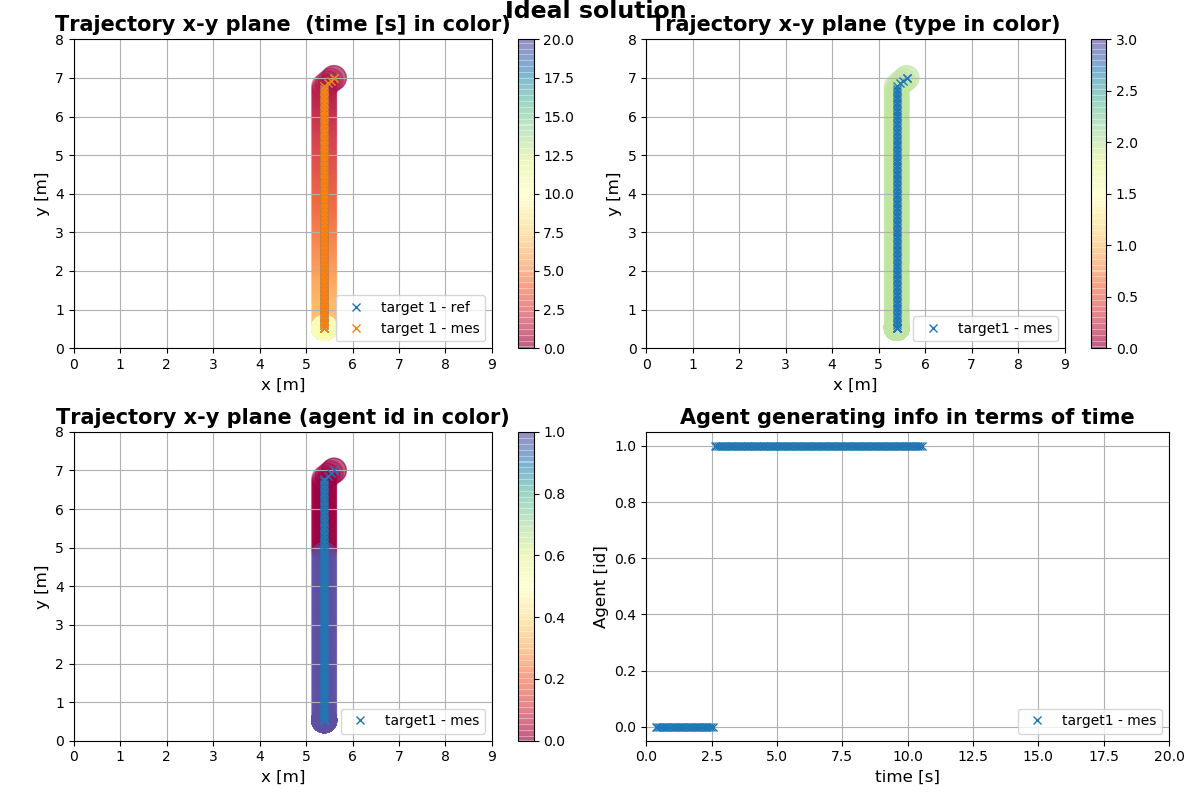 Ideal solution
Trajectory x-y plane  (time [s] in color)
8
7
6
5
4
3
2
1
0
y [m]
0 1 2 3 4 5 6 7 8 9
x [m]
target 1 - ref
target 1 - mes
20.0
17.5
15.0
12.5
10.0
7.5
5.0
2.5
0.0
Trajectory x-y plane (type in color)
8
7
6
5
4
3
2
1
0
y [m]
0 1 2 3 4 5 6 7 8 9
x [m]
target1 - mes
3.0
2.5
2.0
1.5
1.0
0.5
0.0
Trajectory x-y plane (agent id in color)
8
7
6
5
4
3
2
1
0
y [m]
0 1 2 3 4 5 6 7 8 9
x [m]
target1 - mes
1.0
0.8
0.6
0.4
0.2
0.0
Agent generating info in terms of time
1.0
0.8
0.6
0.4
0.2
0.0
Agent [id]
0.0 2.5 5.0 7.5 10.0 12.5 15.0 17.5 20.0
time [s]
target1 - mes